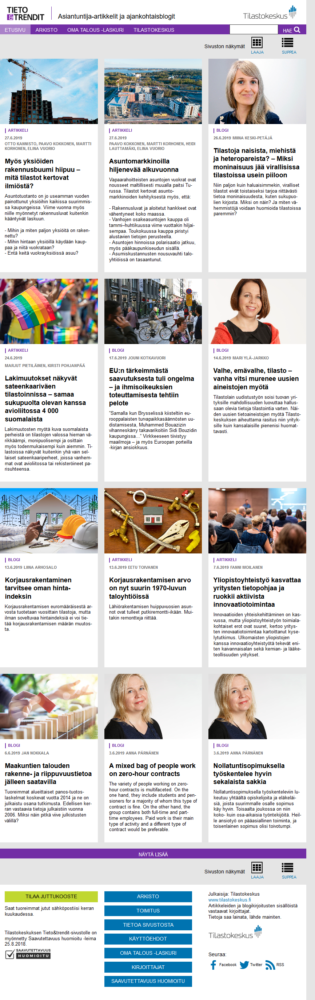 TIETO
&TRENDIT
Asiantuntija-artikkelit ja ajankohtaisblogit
Tilastokeskus
ETUSIVU
ARKISTO
OMA TALOUS -LASKURI
TILASTOKESKUS
HAE
Sivuston näkymät
LAAJA
SUPPEA
ARTIKKELI
27.6.2019
OTTO KANNISTO, PAAVO KOKKONEN, MARTTI
KORHONEN, ELINA VUORIO
Myös yksiöiden
rakennusbuumi hiipuu –
mitä tilastot kertovat
ilmiöstä?
Asuntotuotanto on jo useamman vuoden
painottunut yksiöihin kaikissa suurimmis-
sa kaupungeissa. Viime vuonna myös
niille myönnetyt rakennusluvat kuitenkin
kääntyivät laskuun.
- Mihin ja miten paljon yksiöitä on raken-
nettu?
- Mihin hintaan yksiöillä käydään kaup-
paa ja niitä vuokrataan?
- Entä keitä vuokrayksiöissä asuu?
ARTIKKELI
27.6.2019
PAAVO KOKKONEN, MARTTI KORHONEN, HEIDI
LAUTTAMÄKI, ELINA VUORIO
Asuntomarkkinoilla
hiljenevää alkuvuonna
Vapaarahoitteisten asuntojen vuokrat ovat
nousseet maltillisesti muualla paitsi Tu-
russa. Tilastot kertovat asunto-
markkinoiden kehityksestä myös, että:
- Rakennusluvat ja aloitetut hankkeet ovat
vähentyneet koko maassa.
- Vanhojen osakeasuntojen kauppa oli
tammi–huhtikuussa viime vuottakin hiljai-
sempaa. Toukokuussa kauppa piristyi
alustavien tietojen perusteella.
- Asuntojen hinnoissa polarisaatio jatkuu,
myös pääkaupunkiseudun sisällä.
- Asumiskustannusten nousuvauhti talo-
yhtiöissä on tasaantunut.
BLOGI
26.6.2019 MIINA KESKI-PETÄJÄ
Tilastoja naisista, miehistä
ja heteropareista? – Miksi
moninaisuus jää virallisissa
tilastoissa usein piiloon
Niin paljon kuin haluaisimmekin, viralliset
tilastot eivät toistaiseksi tarjoa riittävästi
tietoa moninaisuudesta, kuten sukupuo-
lien kirjosta. Miksi on näin? Ja miten vä-
hemmistöjä voidaan huomioida tilastoissa
paremmin?
ARTIKKELI
24.6.2019
MARJUT PIETILÄINEN, KIRSTI POHJANPÄÄ
Lakimuutokset näkyvät
sateenkaariväen
tilastoinnissa – samaa
sukupuolta olevan kanssa
avioliitossa 4 000
suomalaista
Lakimuutosten myötä kuva suomalaista
perheistä on tilastojen valossa hieman vä-
rikkäämpi, monipuolisempi ja osittain
myös todenmukaisempi kuin aiemmin. Ti-
lastoissa näkyvät kuitenkin yhä vain sel-
laiset sateenkaariperheet, joissa vanhem-
mat ovat avioliitossa tai rekisteröineet pa-
risuhteensa.
BLOGI
17.6.2019 JOUNI KOTKAVUORI
EU:n tärkeimmästä
saavutuksesta tuli ongelma
– ja ihmisoikeuksien
toteuttamisesta tehtiin
pelote
”Samalla kun Brysselissä kiisteltiin eu-
rooppalaisten turvapaikkasäännösten uu-
distamisesta, Muhammed Bouazizin
vihanneskärry takavarikoitiin Sidi Bouzidin
kaupungissa...” Virkkeeseen tiivistyy
maailmoja – ja myös Euroopan porteilla
-kirjan ansiokkuus.
BLOGI
14.6.2019 MARI YLÄ-JARKKO
Valhe, emävalhe, tilasto –
vanha vitsi murenee uusien
aineistojen myötä
Tilastolain uudistustyön soisi tuovan yri-
tyksille mahdollisuuden luovuttaa hallus-
saan olevia tietoja tilastointia varten. Näi-
den uusien tietoaineistojen myötä Tilasto-
keskuksen aiheuttama rasitus niin yrityk-
sille kuin kansalaisille pienenisi huomat-
tavasti.
BLOGI
13.6.2019 LIINA ARHOSALO
Korjausrakentaminen
tarvitsee oman hinta-
indeksin
Korjausrakentamisen euromääräisestä ar-
vosta tuotetaan vuosittain tilastoja, mutta
ilman soveltuvaa hintaindeksiä ei voi tie-
tää korjausrakentamisen määrän muutos-
ta.
ARTIKKELI
13.6.2019 EETU TOIVANEN
Korjausrakentamisen arvo
on nyt suurin 1970-luvun
taloyhtiöissä
Lähiörakentamisen huippuvuosien asun-
not ovat tulleet putkiremontti-ikään. Mui-
takin remontteja riittää.
ARTIKKELI
7.6.2019 FANNI MOILANEN
Yliopistoyhteistyö kasvattaa
yritysten tietopohjaa ja
ruokkii aktiivista
innovaatiotoimintaa
Innovaatioiden yhteiskehittäminen on kas-
vussa, mutta yliopistoyhteistyön toimiala-
kohtaiset erot ovat suuret, kertoo yritys-
ten innovaatiotoimintaa kartoittanut kyse-
lytutkimus. Ulkomaisten yliopistojen
kanssa innovaatioyhteistyötä tekevät eni-
ten kaivannaisalan sekä kemian- ja lääke-
teollisuuden yritykset.
BLOGI
6.6.2019 JAN NOKKALA
Maakuntien talouden
rakenne- ja riippuvuustietoa
jälleen saatavilla
Tuoreimmat alueittaiset panos-tuotos-
laskelmat koskevat vuotta 2014 ja ne on
julkaistu osana tutkimusta. Edellisen ker-
ran vastaavia tietoja julkaistiin vuonna
2006. Miksi näin pitkä viive julkistusten
välillä?
BLOGI
3.6.2019 ANNA PÄRNÄNEN
A mixed bag of people work
on zero-hour contracts
The variety of people working on zero-
hour contracts is multifaceted. On the
one hand, they include students and pen-
sioners for a majority of whom this type of
contract is fine. On the other hand, the
group contains both full-time and part-
time employees. Paid work is their main
type of activity and a different type of
contract would be preferable.
BLOGI
3.6.2019 ANNA PÄRNÄNEN
Nollatuntisopimuksella
työskentelee hyvin
sekalaista sakkia
Nollatuntisopimuksella työskenteleviin lu-
keutuu yhtäältä opiskelijoita ja eläkeläi-
siä, joista suurimmalle osalle sopimus
käy hyvin. Toisaalta joukossa on niin
koko- kuin osa-aikaisia työntekijöitä. Heil-
le ansiotyö on pääasiallinen toiminta, ja
toisenlainen sopimus olisi toivotumpi.
NÄYTÄ LISÄÄ
Sivuston näkymät
LAAJA
SUPPEA
TILAA JUTTUKOOSTE
Saat tuoreimmat jutut sähköpostiisi kerran
kuukaudessa.
Tilastokeskuksen Tieto&trendit-sivustolle on
myönnetty Saavutettavuus huomioitu -leima
25.8.2018.
SAAVUTETTAVUUS
HUOMIOITU
ARKISTO
TOIMITUS
TIETOA SIVUSTOSTA
KÄYTTÖEHDOT
OMA TALOUS -LASKURI
KIRJOITTAJAT
SAAVUTETTAVUUS HUOMIOITU
Julkaisija: Tilastokeskus
www.tilastokeskus.fi
Artikkeleiden ja blogikirjoitusten sisällöistä
vastaavat kirjoittajat.
Tietoja saa lainata, lähde mainiten.
Tilastokeskus
Seuraa:
Facebook
Twitter
RSS